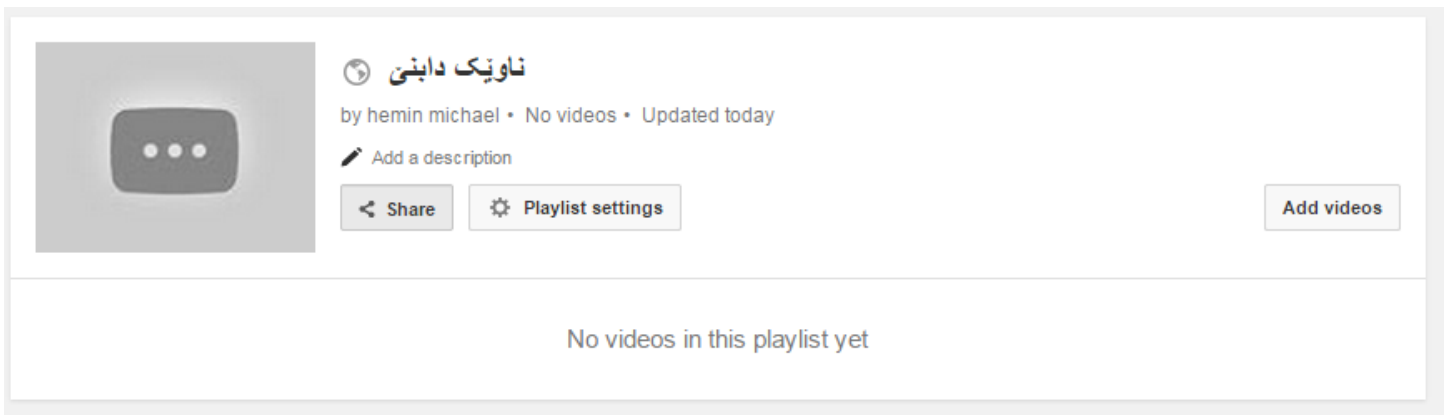 ناوێک دابنێ
by hemin michael • No videos • Updated today
Add a description
Share
Playlist settings
Add videos
No videos in this playlist yet